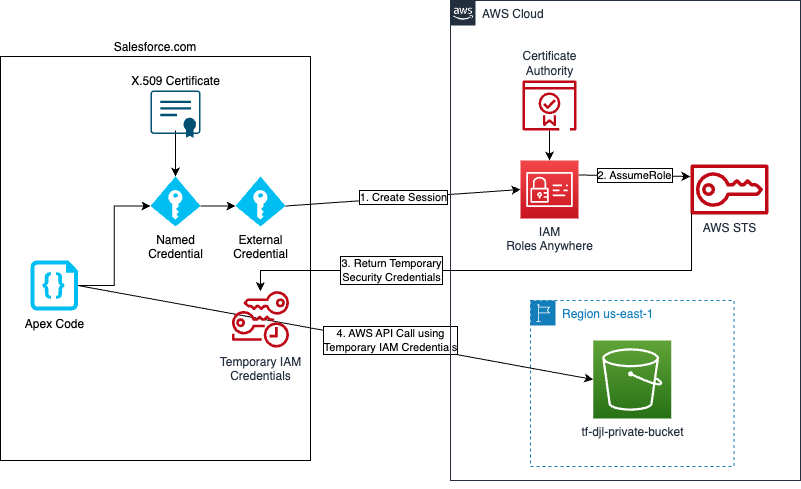 aws
AWS Cloud
Salesforce.com
X.509 Certificate
Certificate
Authority
1. Create Session
2. AssumeRole
Named
Credential
External
Credential
IAM
Roles Anywhere
AWS STS
3. Return Temporary
Security Credentials
Apex Code
Temporary IAM
Credentials
4. AWS API Call using
Temporary IAM Credentials
Region us-east-1
tf-djl-private-bucket